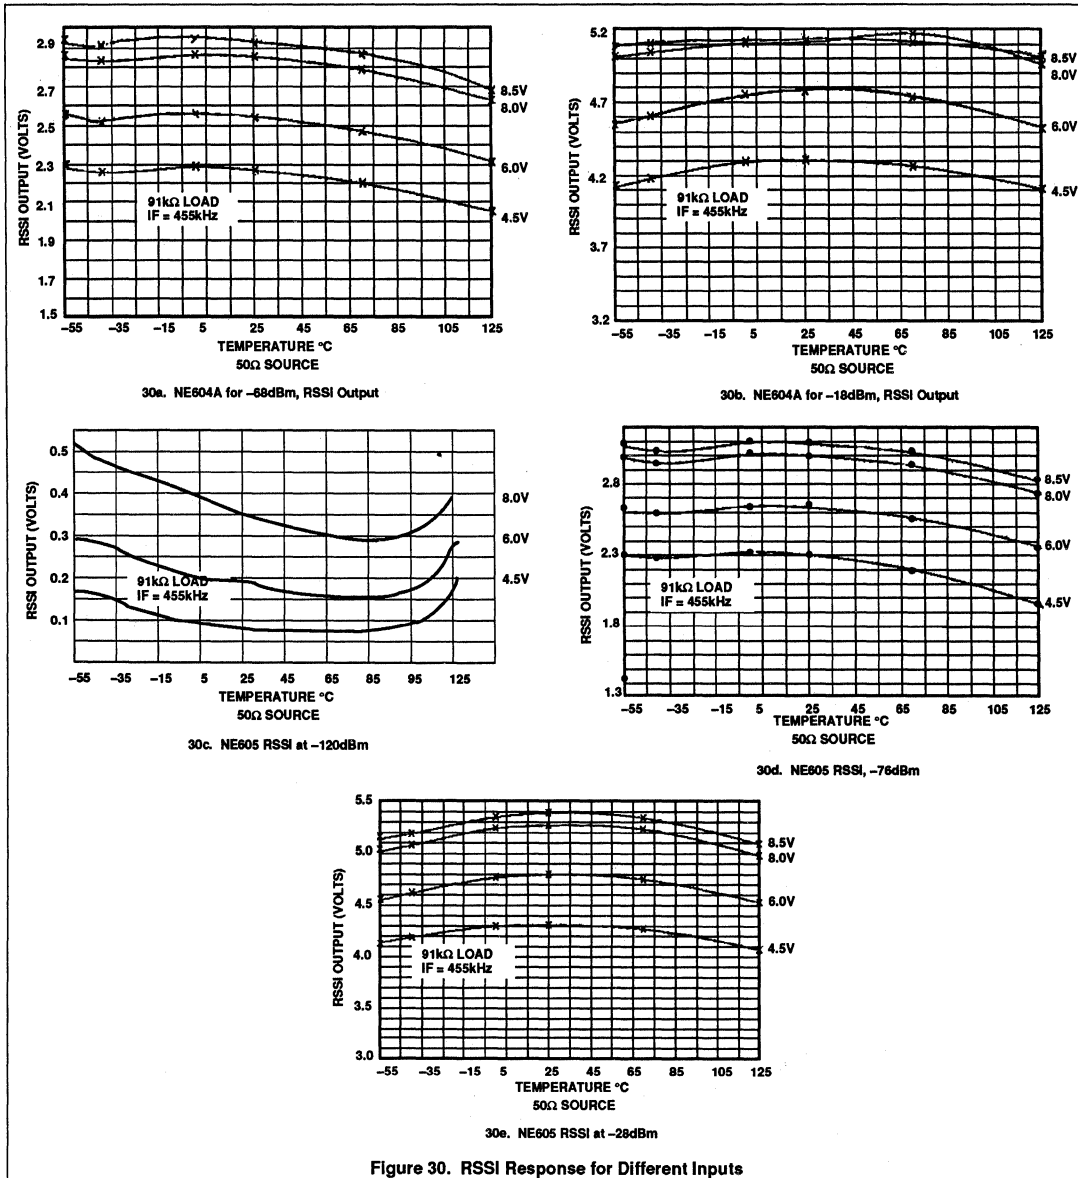 2.9
2.7
2.5
2.3
2.1
1.9
1.7
1.5
RSSI OUTPUT (VOLTS)
91kΩ LOAD
IF = 455kHz
8.5V
8.0V
6.0V
4.5V
–55 –35 –15 5 25 45 65 85 105 125
TEMPERATURE °C
50Ω SOURCE
30a. NE604A for –68dBm, RSSI Output
5.2
4.7
4.2
3.7
3.2
RSSI OUTPUT (VOLTS)
91kΩ LOAD
IF = 455kHz
8.5V
8.0V
6.0V
4.5V
–55 –35 –15 5 25 45 65 85 105 125
TEMPERATURE °C
50Ω SOURCE
30b. NE604A for –18dBm, RSSI Output
0.5
0.4
0.3
0.2
0.1
RSSI OUTPUT (VOLTS)
91kΩ LOAD
IF = 455kHz
8.0V
6.0V
4.5V
–55 –35 –15 5 25 45 65 85 95 125
TEMPERATURE °C
50Ω SOURCE
30c. NE605 RSSI at –120dBm
2.8
2.3
1.8
1.3
RSSI OUTPUT (VOLTS)
91kΩ LOAD
IF = 455kHz
8.5V
8.0V
6.0V
4.5V
–55 –35 –15 5 25 45 65 85 105 125
TEMPERATURE °C
50Ω SOURCE
30d. NE605 RSSI, –76dBm
5.5
5.0
4.5
4.0
3.5
3.0
RSSI OUTPUT (VOLTS)
91kΩ LOAD
IF = 455kHz
8.5V
8.0V
6.0V
4.5V
–55 –35 –15 5 25 45 65 85 105 125
TEMPERATURE °C
50Ω SOURCE
30e. NE605 RSSI at –28dBm
Figure 30. RSSI Response for Different Inputs